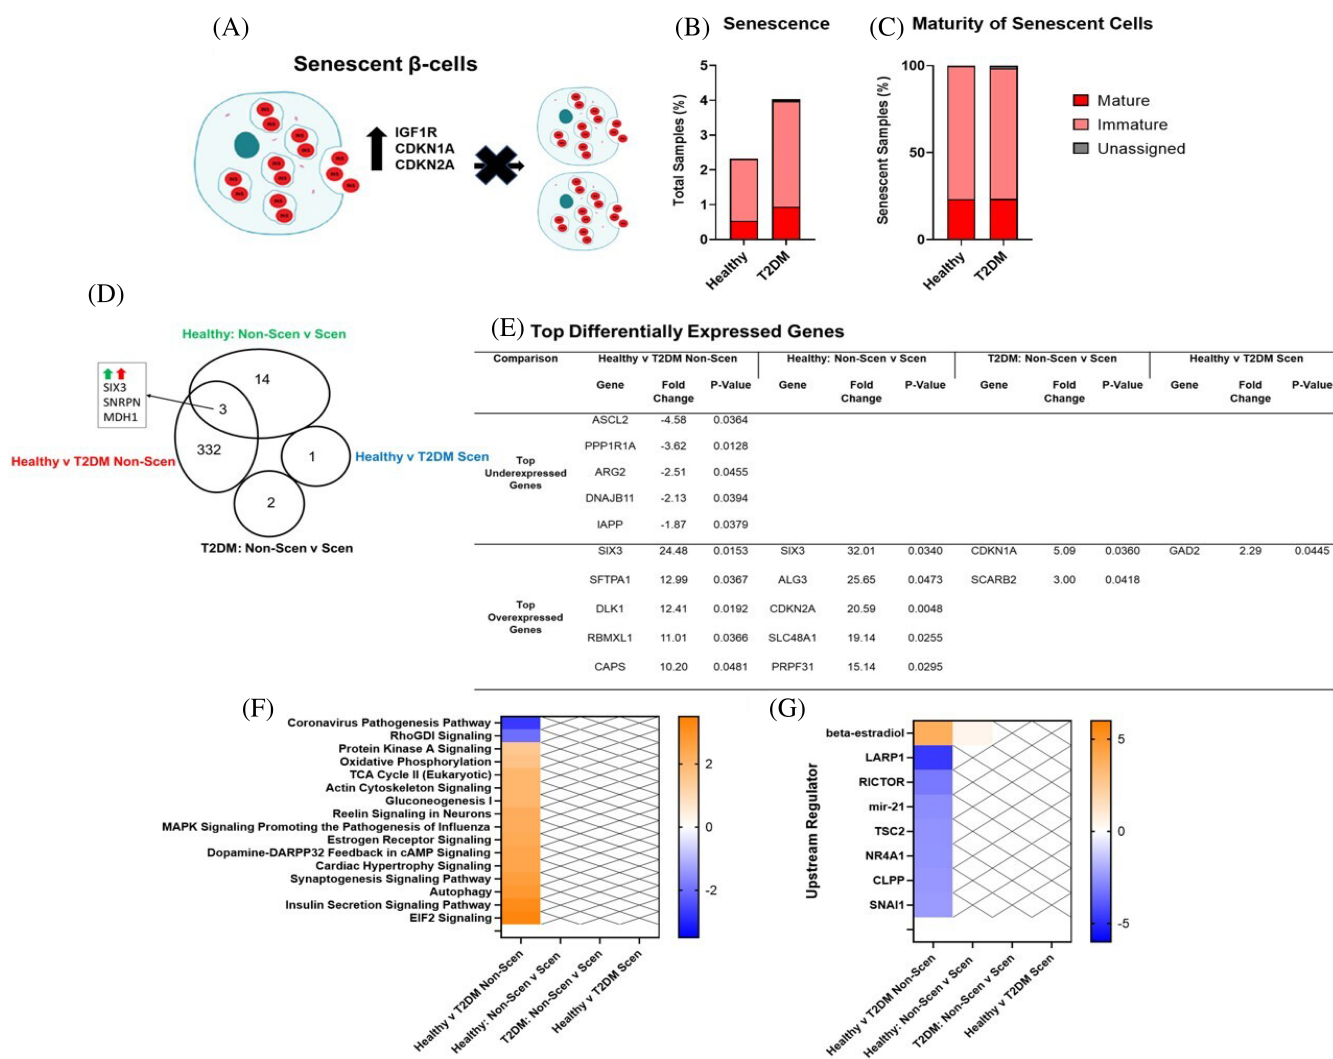 (A)
Senescent β-cells
IGF1R
CDKN1A
CDKN2A
(B) Senescence
Total Samples (%)
5
4
3
2
1
0
Healthy
T2DM
(C) Maturity of Senescent Cells
Senescent Samples (%)
100
50
0
Healthy
T2DM
Mature
Immature
Unassigned
(D)
Healthy: Non-Scen v Scen
SIX3
SNRPN
MDH1
14
3
332
1
2
Healthy v T2DM Non-Scen
Healthy v T2DM Scen
T2DM: Non-Scen v Scen
(E) Top Differentially Expressed Genes
Comparison Healthy v T2DM Non-Scen Healthy: Non-Scen v Scen T2DM: Non-Scen v Scen Healthy v T2DM Scen
Gene Fold P-Value Gene Fold P-Value Gene Fold P-Value Gene Fold P-Value
Change Change Change Change
Top
Underexpressed
Genes
ASCL2 -4.58 0.0364
PPP1R1A -3.62 0.0128
ARG2 -2.51 0.0455
DNAJB11 -2.13 0.0394
IAPP -1.87 0.0379
Top
Overexpressed
Genes
SIX3 24.48 0.0153 SIX3 32.01 0.0340 CDKN1A 5.09 0.0360 GAD2 2.29 0.0445
SFTPA1 12.99 0.0367 ALG3 25.65 0.0473 SCARB2 3.00 0.0418
DLK1 12.41 0.0192 CDKN2A 20.59 0.0048
RBMXL1 11.01 0.0366 SLC48A1 19.14 0.0255
CAPS 10.20 0.0481 PRPF31 15.14 0.0295
(F)
Coronavirus Pathogenesis Pathway
RhoGDI Signaling
Protein Kinase A Signaling
Oxidative Phosphorylation
TCA Cycle II (Eukaryotic)
Actin Cytoskeleton Signaling
Gluconeogenesis I
Reelin Signaling in Neurons
MAPK Signaling Promoting the Pathogenesis of Influenza
Estrogen Receptor Signaling
Dopamine-DARPP32 Feedback in cAMP Signaling
Cardiac Hypertrophy Signaling
Synaptogenesis Signaling Pathway
Autophagy
Insulin Secretion Signaling Pathway
EIF2 Signaling
2
0
-2
Healthy v T2DM Non-Scen
Healthy: Non-Scen v Scen
T2DM: Non-Scen v Scen
Healthy v T2DM Scen
(G)
Upstream Regulator
beta-estradiol
LARP1
RICTOR
mir-21
TSC2
NR4A1
CLPP
SNAI1
5
0
-5
Healthy v T2DM Non-Scen
Healthy: Non-Scen v Scen
T2DM: Non-Scen v Scen
Healthy v T2DM Scen